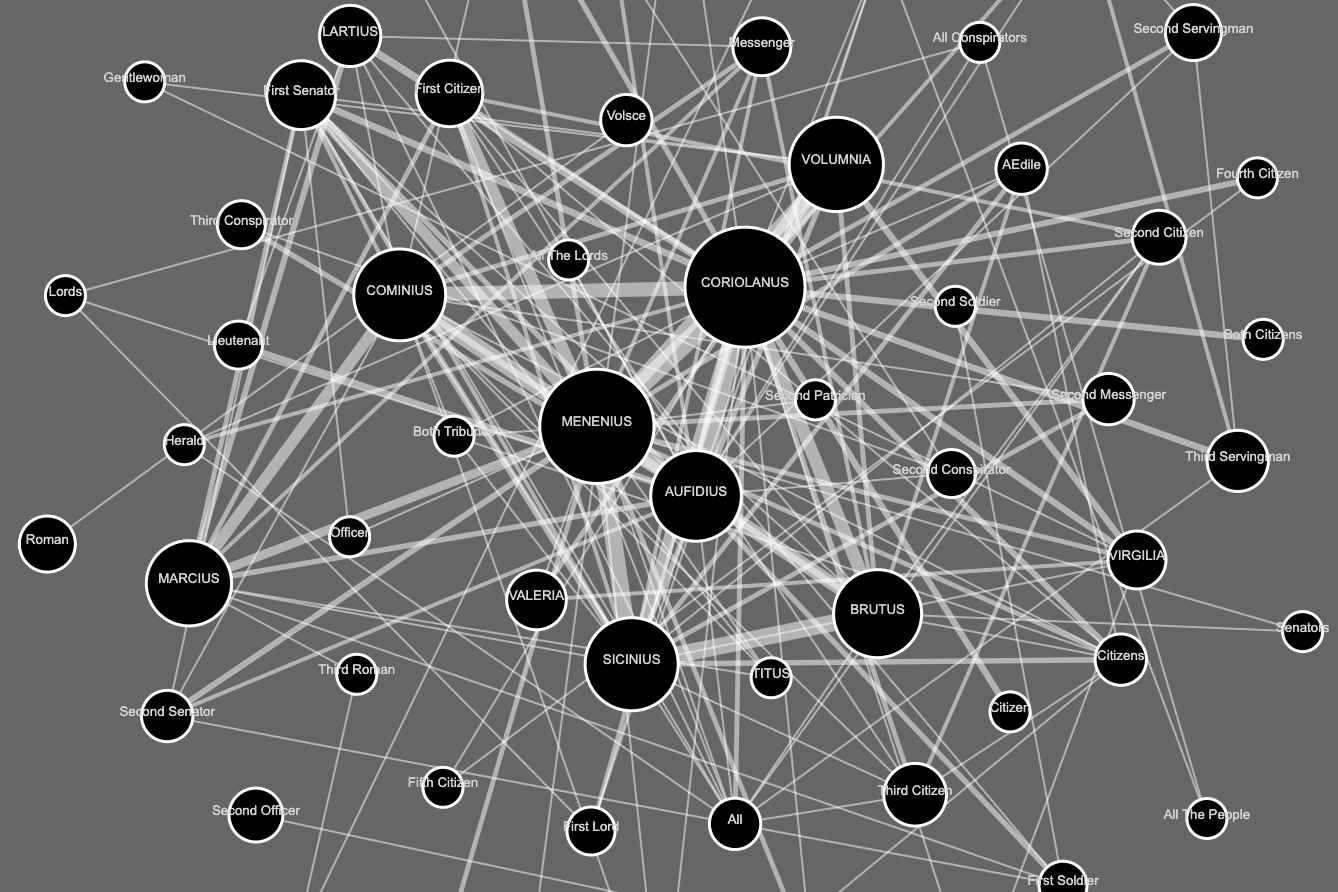 LARTIUS
Messenger
All Conspirators
Second Servingman
Gentlewoman
First Senator
First Citizen
Volsce
VOLUMNIA
AEdile
Fourth Citizen
Third Conspirator
Second Citizen
All The Lords
COMINIUS
CORIOLANUS
Lords
Second Soldier
Lieutenant
Both Citizens
Second Patrician
Second Messenger
MENENIUS
Both Tribunes
Herald
Third Servingman
Second Conspirator
AUFIDIUS
Roman
Officer
VIRGILIA
MARCIUS
VALERIA
BRUTUS
Senators
SICINIUS
Citizens
Third Roman
TITUS
Second Senator
Citizen
Fifth Citizen
Third Citizen
Second Officer
First Lord
All
All The People
First Soldier